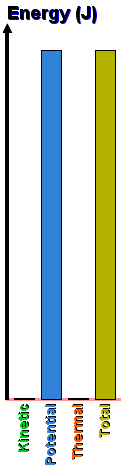 Energy (J)
Kinetic
Potential
Thermal
Total